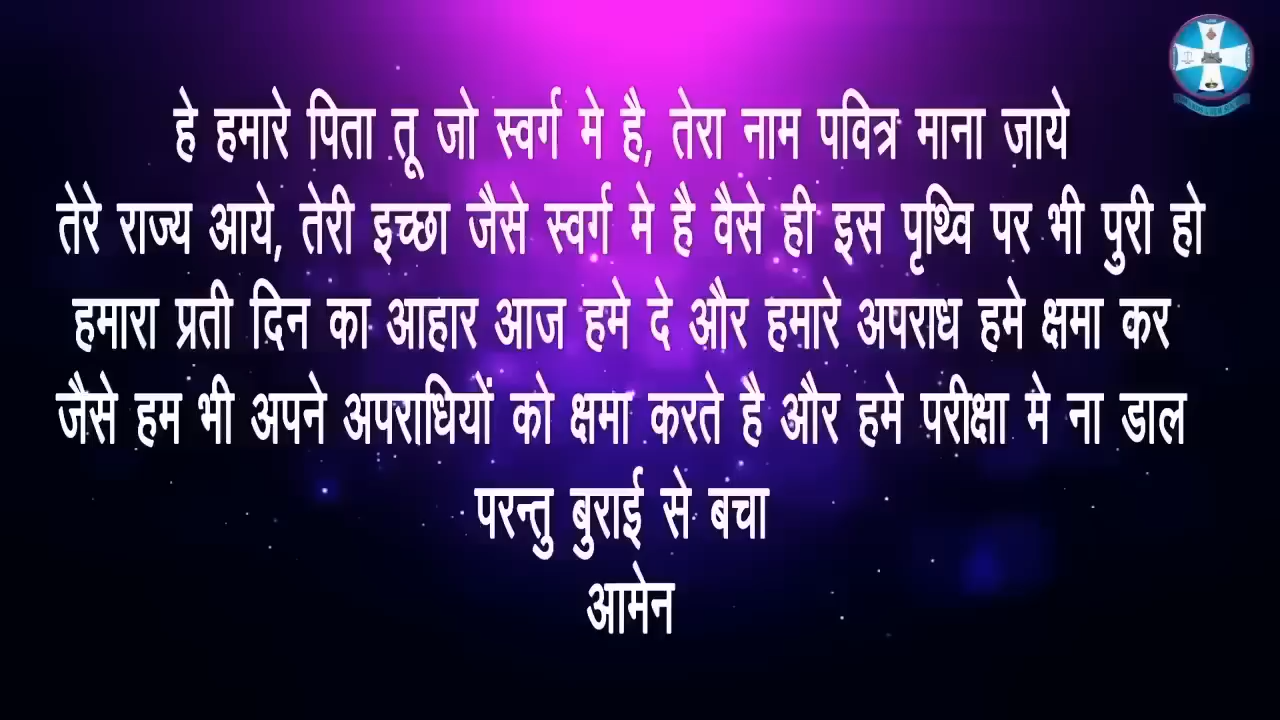 हे हमारे पिता तू जो स्वर्ग मे है, तेरा नाम पवित्र माना जाये
तेरे राज्य आये, तेरी इच्छा जैसे स्वर्ग मे है वैसे ही इस पृथ्वि पर भी पुरी हो
हमारा प्रती दिन का आहार आज हमे दे और हमारे अपराध हमे क्षमा कर
जैसे हम भी अपने अपराधियों को क्षमा करते है और हमे परीक्षा मे ना डाल
परन्तु बुराई से बचा
आमेन